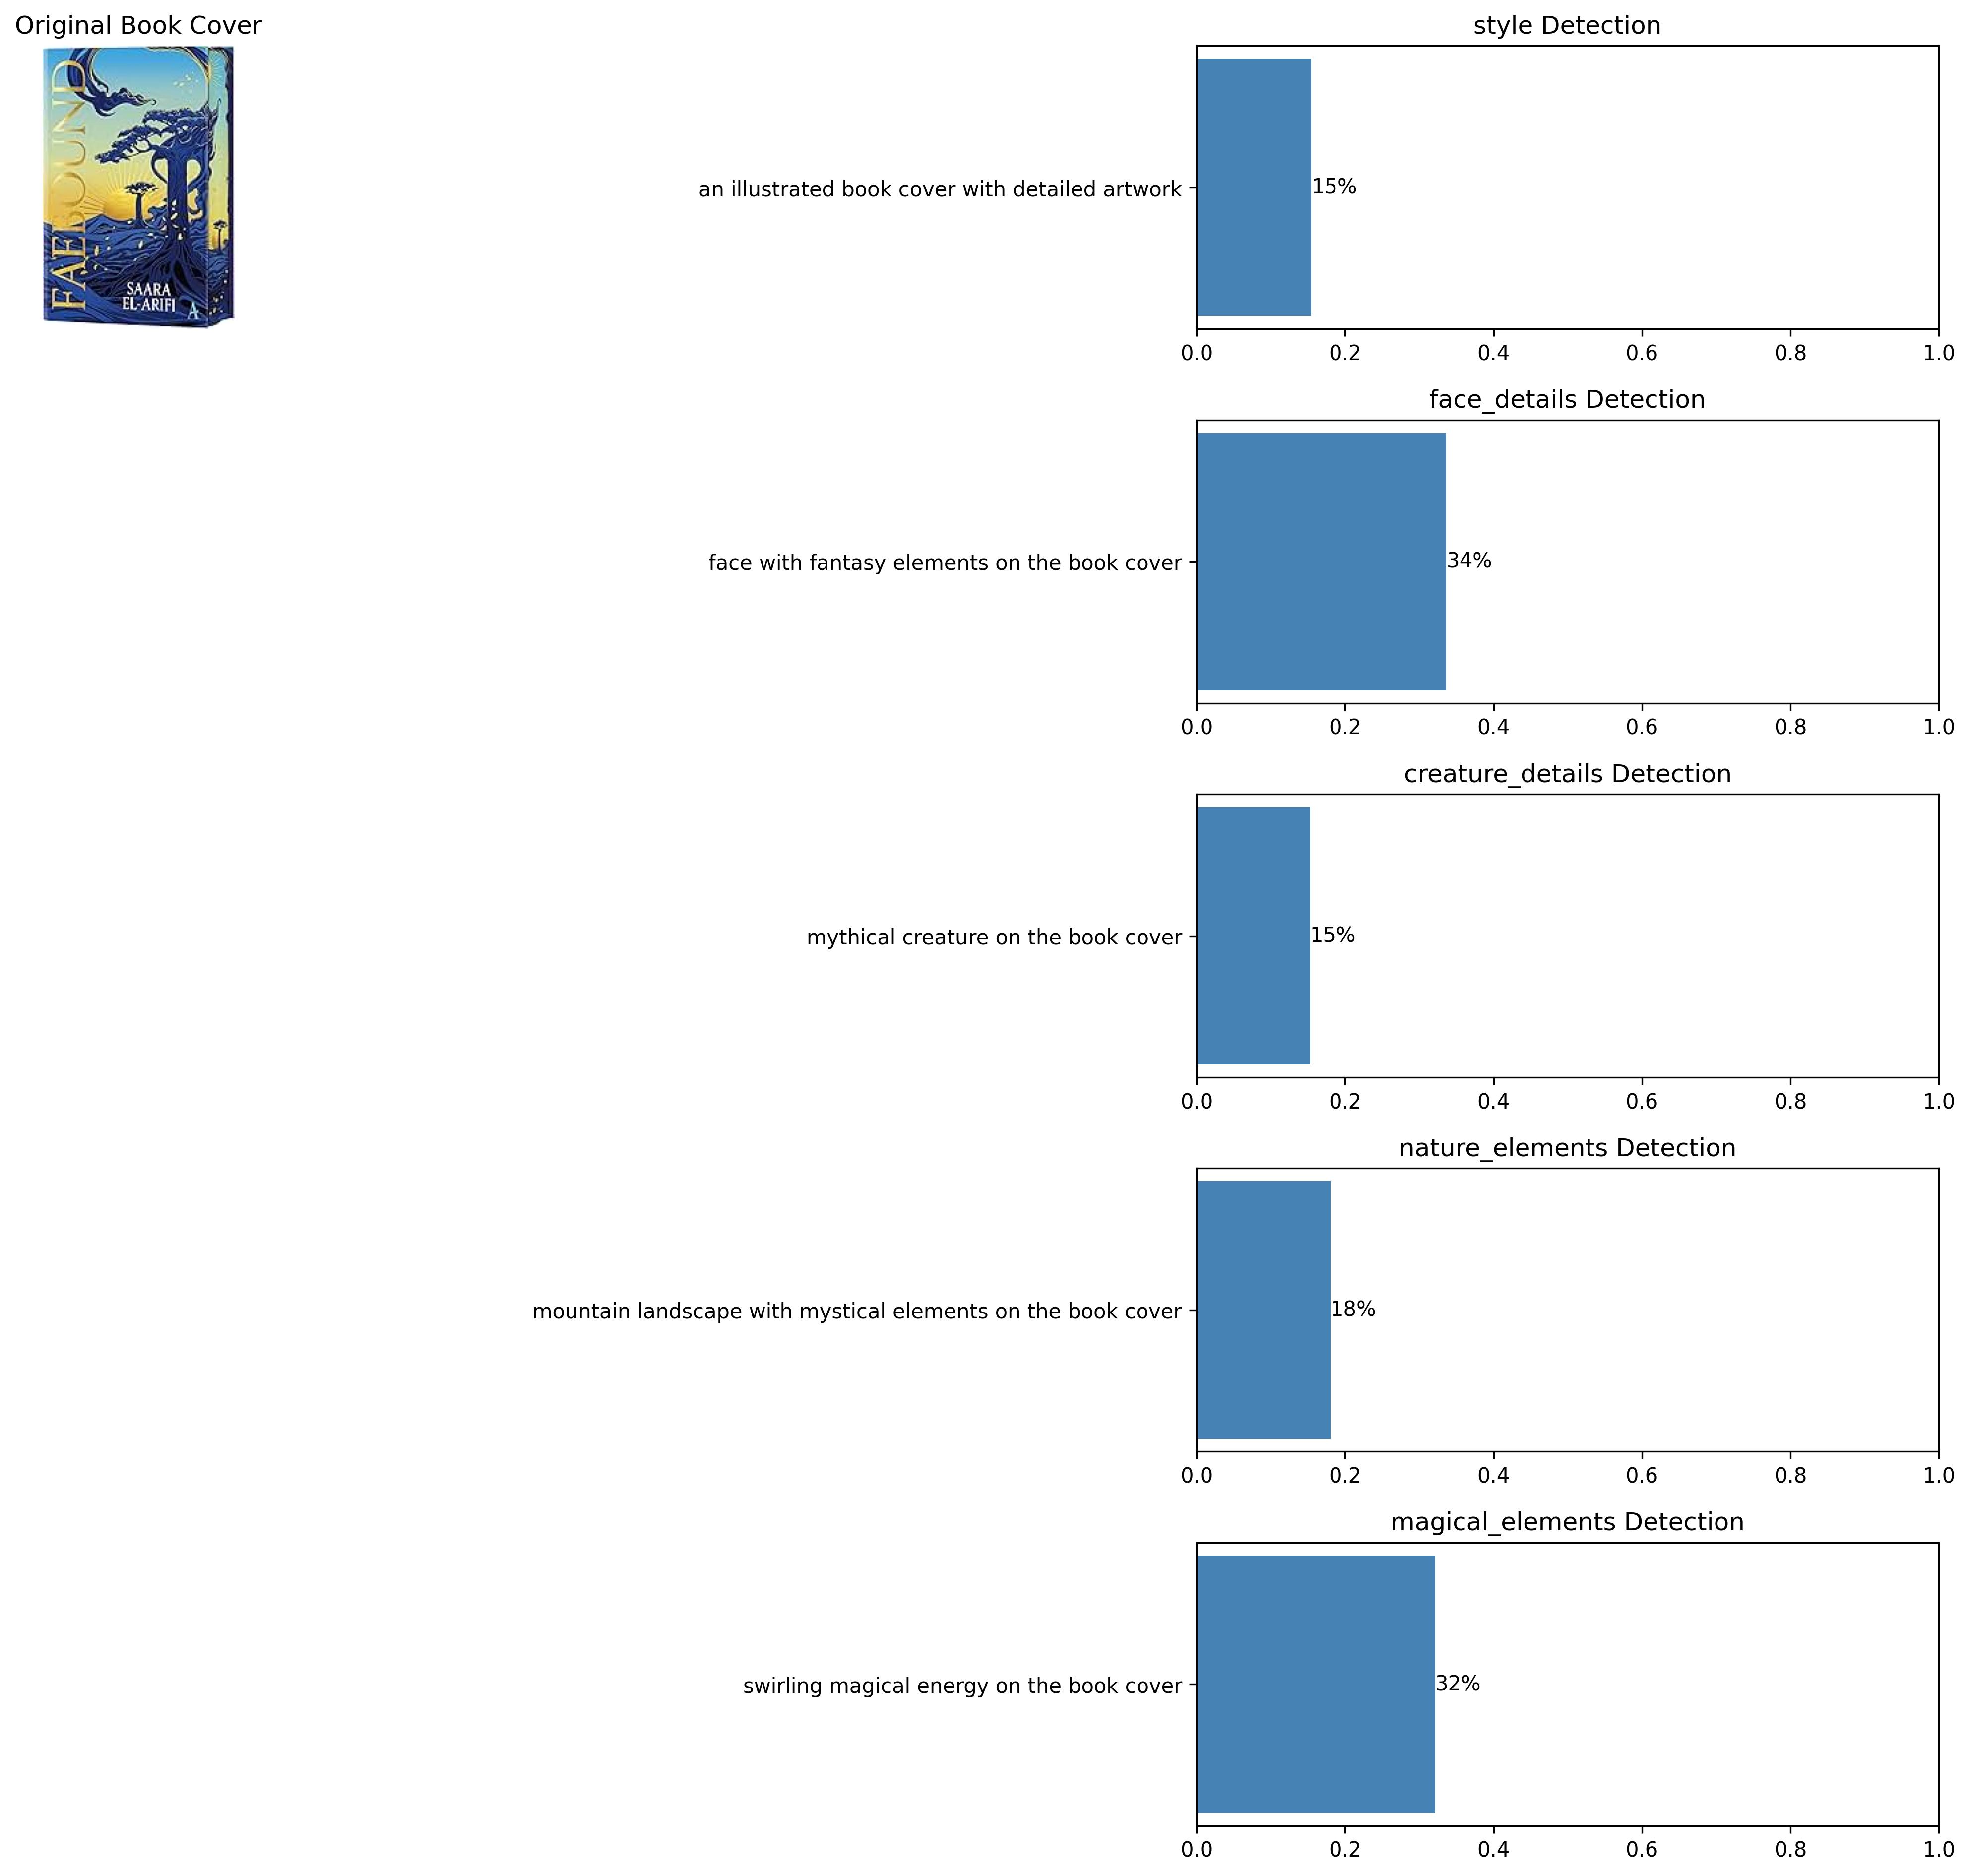 Original Book Cover
FAEBOUND
SAARA
EL-ARIFI
A
style Detection
an illustrated book cover with detailed artwork
15%
0.0 0.2 0.4 0.6 0.8 1.0
face_details Detection
face with fantasy elements on the book cover
34%
0.0 0.2 0.4 0.6 0.8 1.0
creature_details Detection
mythical creature on the book cover
15%
0.0 0.2 0.4 0.6 0.8 1.0
nature_elements Detection
mountain landscape with mystical elements on the book cover
18%
0.0 0.2 0.4 0.6 0.8 1.0
magical_elements Detection
swirling magical energy on the book cover
32%
0.0 0.2 0.4 0.6 0.8 1.0